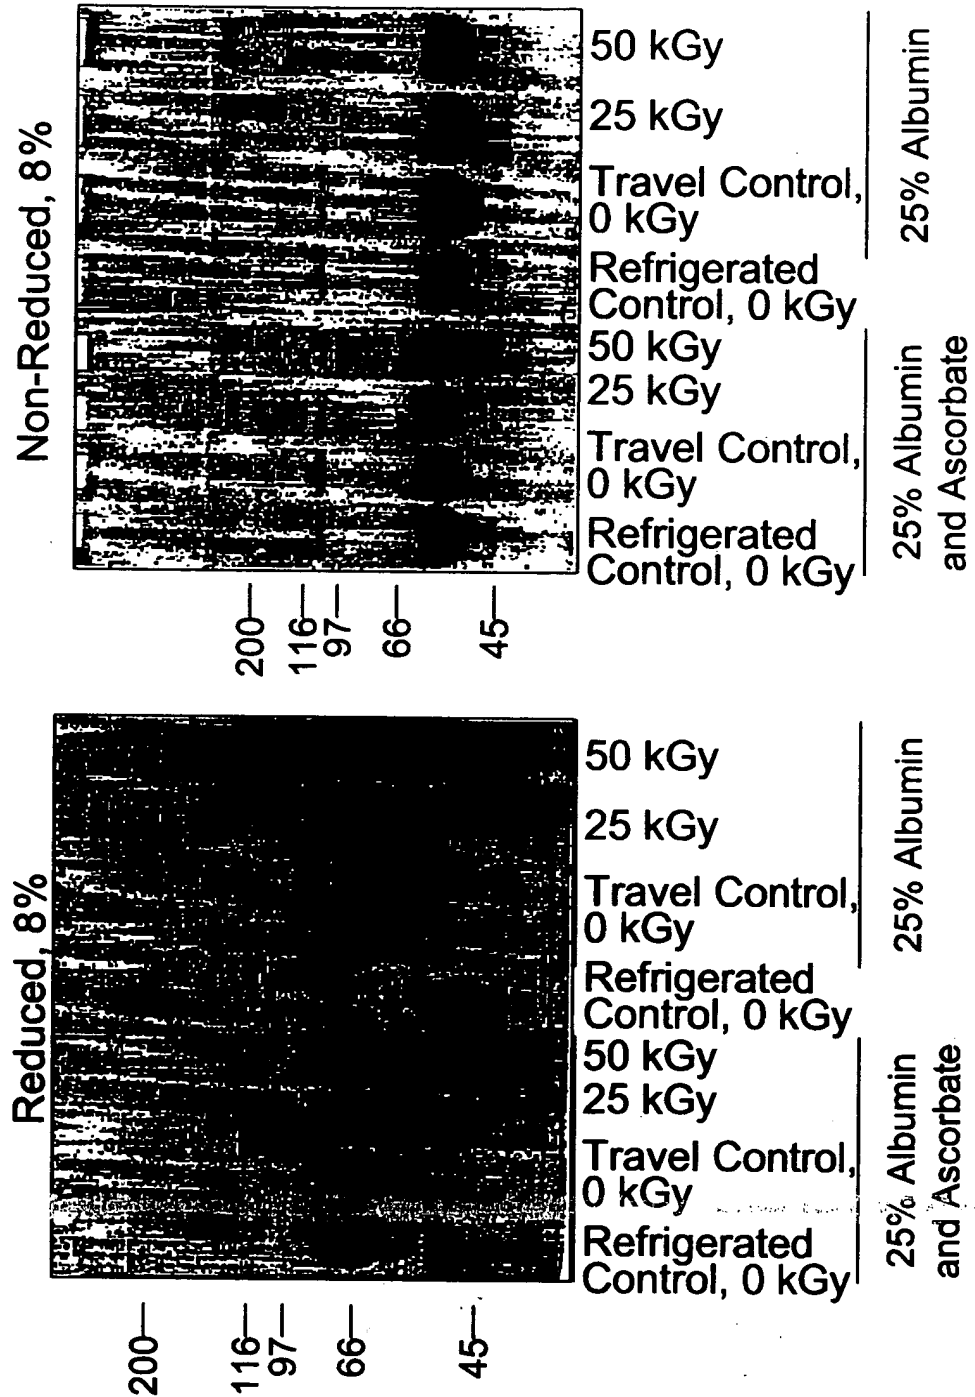 Non-Reduced, 8%
50 kGy
25 kGy
Travel Control,
0 kGy
Refrigerated
Control, 0 kGy
50 kGy
25 kGy
Travel Control,
0 kGy
Refrigerated
Control, 0 kGy
25% Albumin
25% Albumin
and Ascorbate
200
116
97
66
45
Reduced, 8%
50 kGy
25 kGy
Travel Control,
0 kGy
Refrigerated
Control, 0 kGy
50 kGy
25 kGy
Travel Control,
0 kGy
Refrigerated
Control, 0 kGy
25% Albumin
25% Albumin
and Ascorbate
200
116
97
66
45